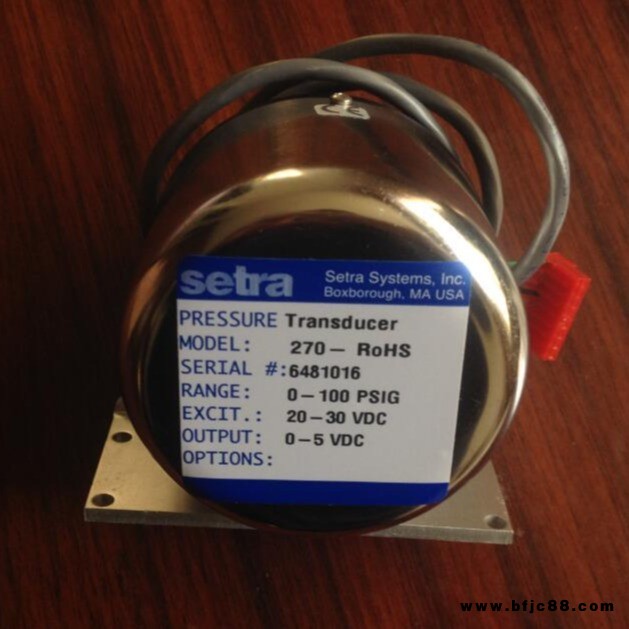 CE
setra
Setra Systems, Inc.
Boxborough, MA USA
PRESSURE Transducer
MODEL: 270 – RoHS
SERIAL #:6481016
RANGE: 0–100 PSIG
EXCIT.: 20–30 VDC
OUTPUT: 0–5 VDC
OPTIONS:
www.bfjc88.com